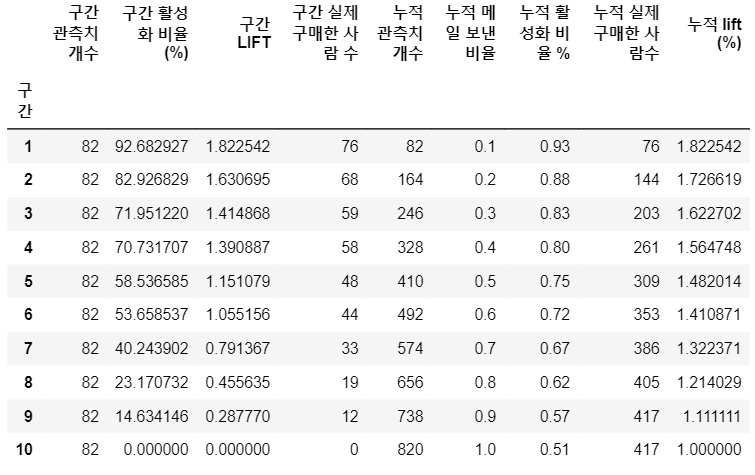 구간 관측치 개수 구간 활성화 비율 (%) 구간 LIFT 구간 실제 구매한 사람 수 누적 관측치 개수 누적 메일 보낸 비율 누적 활성화 비율 % 누적 실제 구매한 사람수 누적 lift (%)
구간
1 82 92.682927 1.822542 76 82 0.1 0.93 76 1.822542
2 82 82.926829 1.630695 68 164 0.2 0.88 144 1.726619
3 82 71.951220 1.414868 59 246 0.3 0.83 203 1.622702
4 82 70.731707 1.390887 58 328 0.4 0.80 261 1.564748
5 82 58.536585 1.151079 48 410 0.5 0.75 309 1.482014
6 82 53.658537 1.055156 44 492 0.6 0.72 353 1.410871
7 82 40.243902 0.791367 33 574 0.7 0.67 386 1.322371
8 82 23.170732 0.455635 19 656 0.8 0.62 405 1.214029
9 82 14.634146 0.287770 12 738 0.9 0.57 417 1.111111
10 82 0.000000 0.000000 0 820 1.0 0.51 417 1.000000